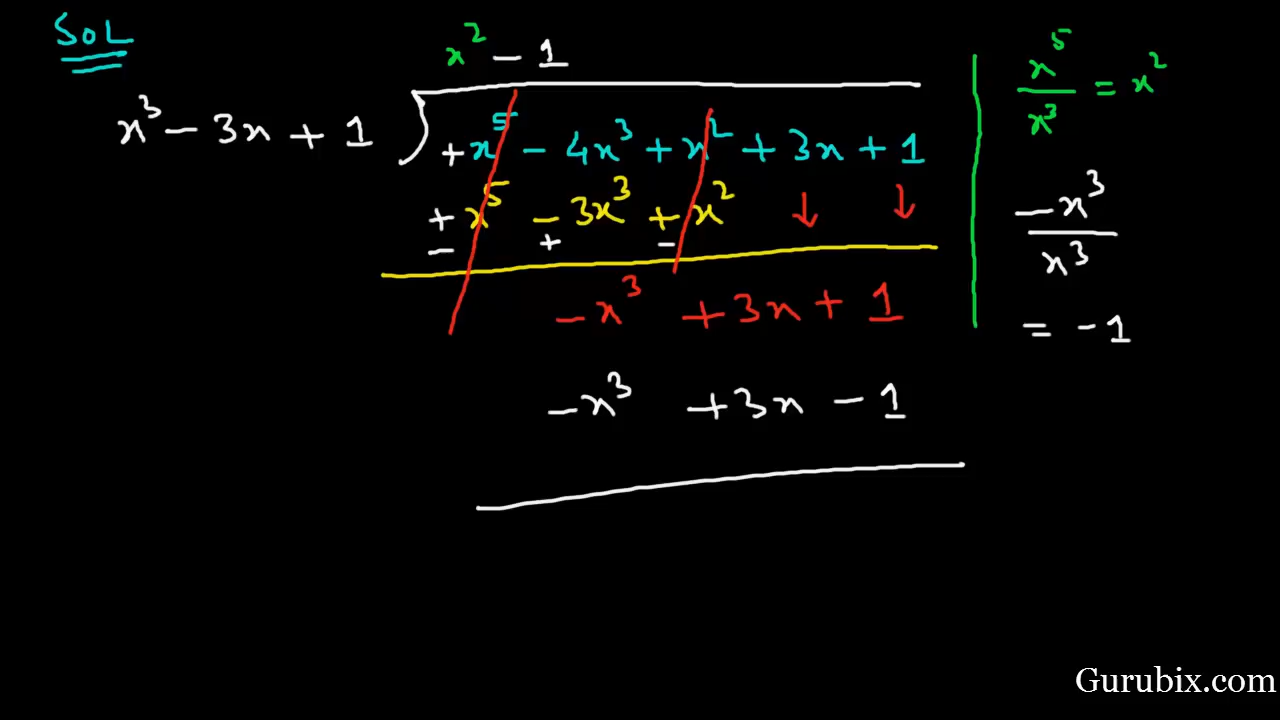 SOL
x² - 1
x³ - 3x + 1 ) + x⁵ - 4x³ + x² + 3x + 1
+ x⁵ - 3x³ + x² ↓ ↓
- + -
- x³ + 3x + 1
- x³ + 3x - 1
x⁵/x³ = x²
- x³/x³
= -1
Gurubix.com